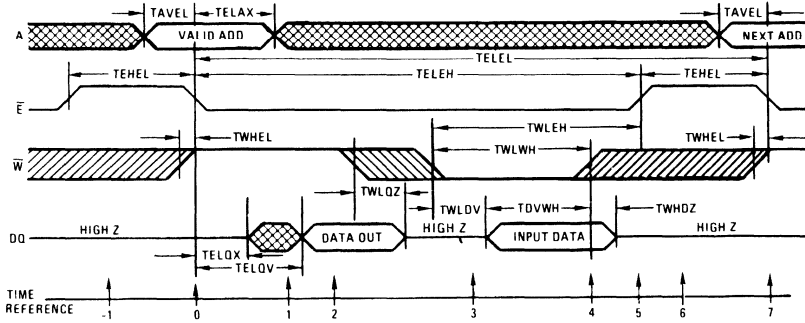 TAVEL TELAX TAVEL
A VALID ADD NEXT ADD
TELEL
TEHEL TELEH TEHEL
E
TWHEL TWLEH TWHEL
W TWLWH
TWLQZ TWLDV TDVWH TWHDZ
DQ HIGH Z DATA OUT HIGH Z INPUT DATA HIGH Z
TELQX
TELQV
TIME
REFERENCE
-1 0 1 2 3 4 5 6 7